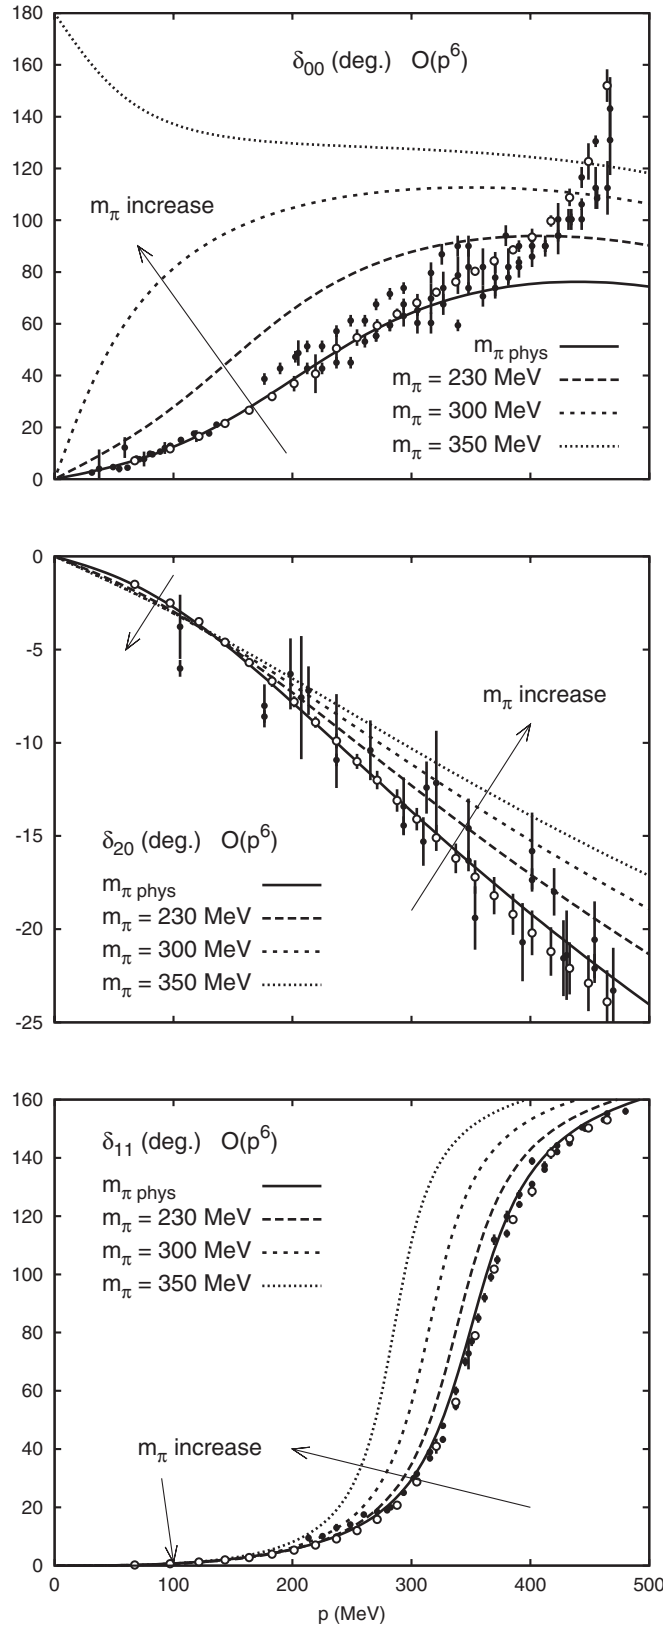 180
160
140
120
100
80
60
40
20
0
δ00 (deg.) O(p6)
mπ increase
mπ phys
mπ = 230 MeV
mπ = 300 MeV
mπ = 350 MeV
0
-5
-10
-15
-20
-25
mπ increase
δ20 (deg.) O(p6)
mπ phys
mπ = 230 MeV
mπ = 300 MeV
mπ = 350 MeV
160
140
120
100
80
60
40
20
0
δ11 (deg.) O(p6)
mπ phys
mπ = 230 MeV
mπ = 300 MeV
mπ = 350 MeV
mπ increase
0 100 200 300 400 500
p (MeV)